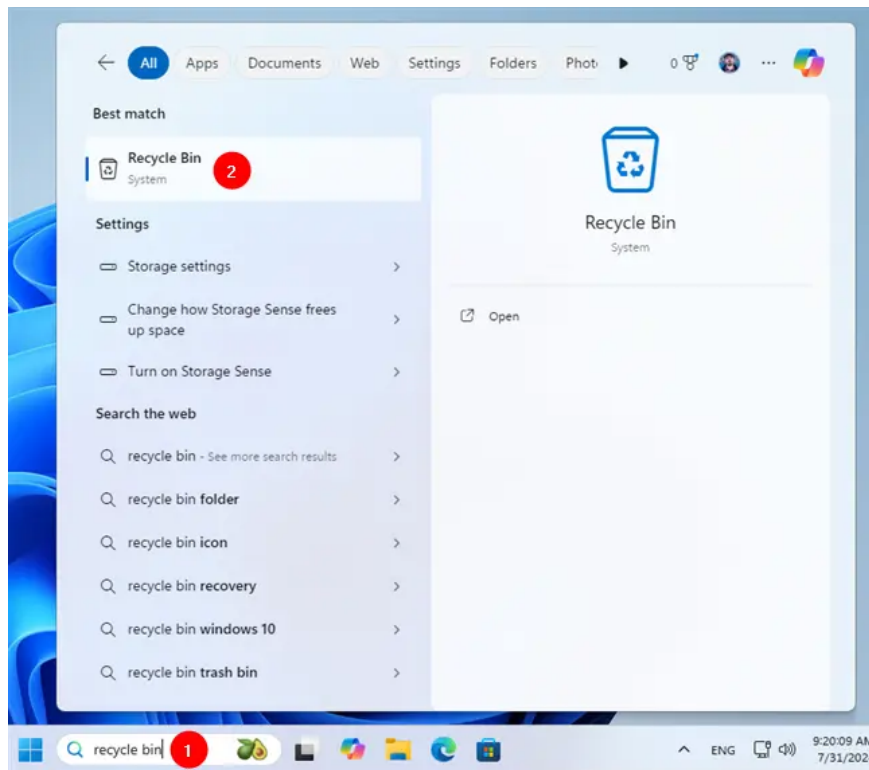 All Apps Documents Web Settings Folders Phot 0
Best match
Recycle Bin
System
2
Settings
Storage settings
Change how Storage Sense frees
up space
Turn on Storage Sense
Search the web
recycle bin - See more search results
recycle bin folder
recycle bin icon
recycle bin recovery
recycle bin windows 10
recycle bin trash bin
Recycle Bin
System
Open
recycle bin 1
ENG
9:20:09 AM
7/31/202